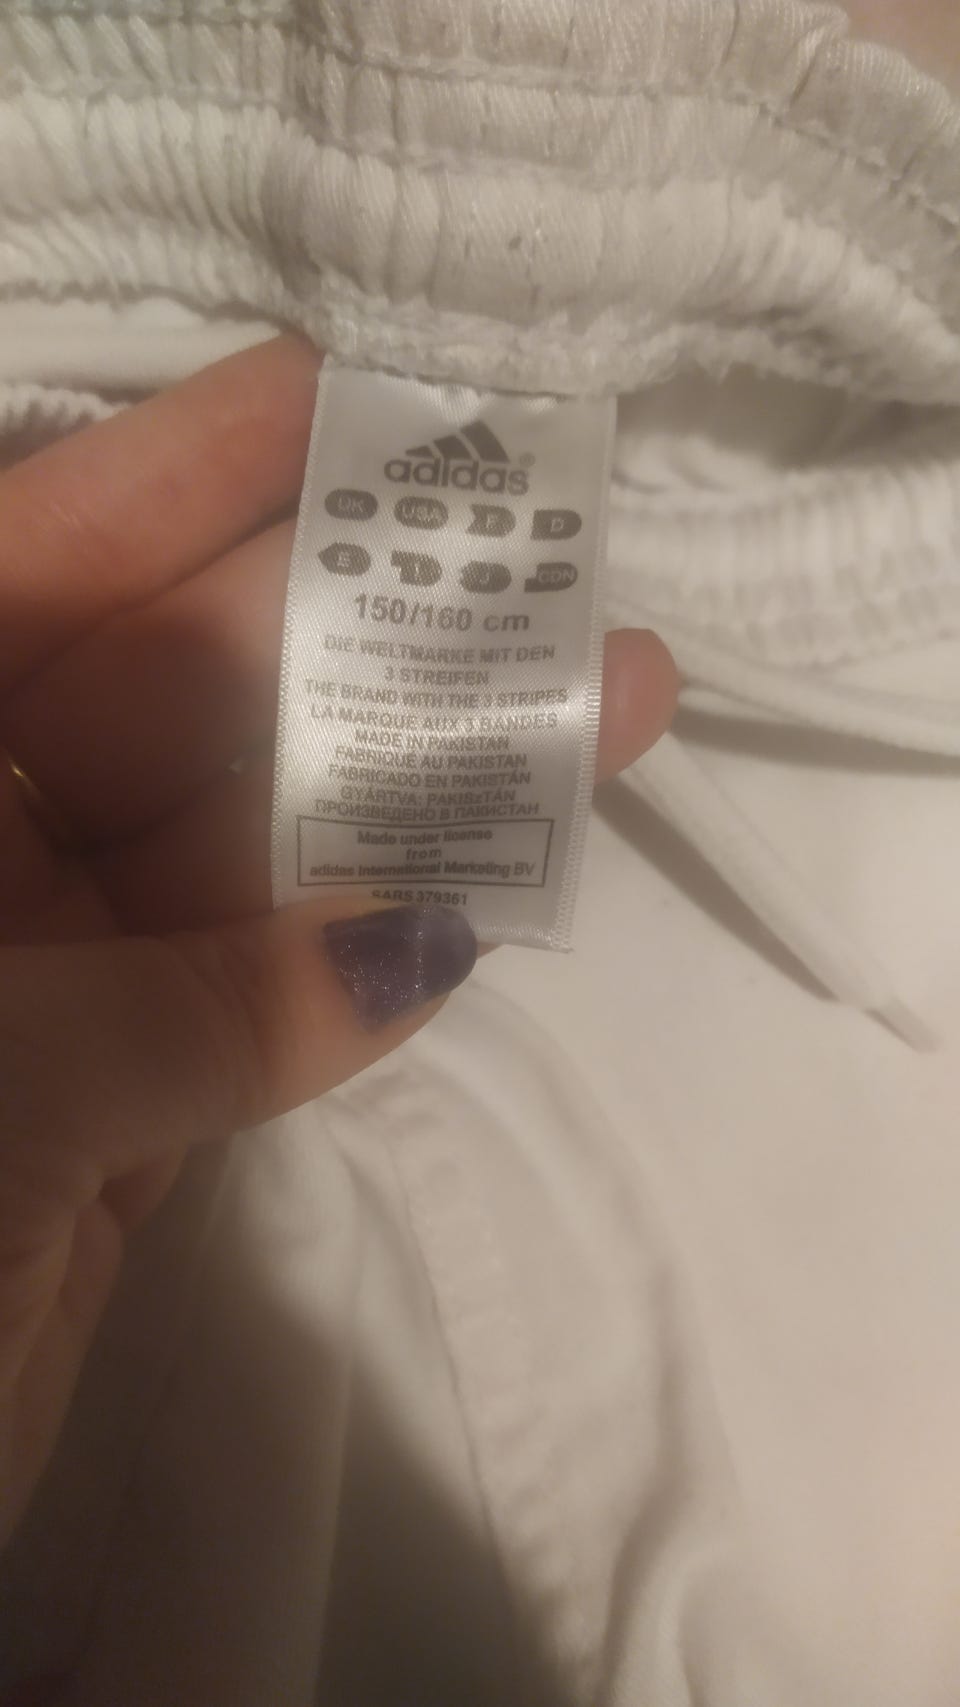 adidas®
UK USA F D
E I J CDN
150/160 cm
DIE WELTMARKE MIT DEN
3 STREIFEN
THE BRAND WITH THE 3 STRIPES
LA MARQUE AUX 3 BANDES
MADE IN PAKISTAN
FABRIQUE AU PAKISTAN
FABRICADO EN PAKISTÁN
GYÁRTVA: PAKISzTÁN
ПРОИЗВЕДЕНО В ПАКИСТАН
Made under license
from
adidas International Marketing BV
SARS 379361